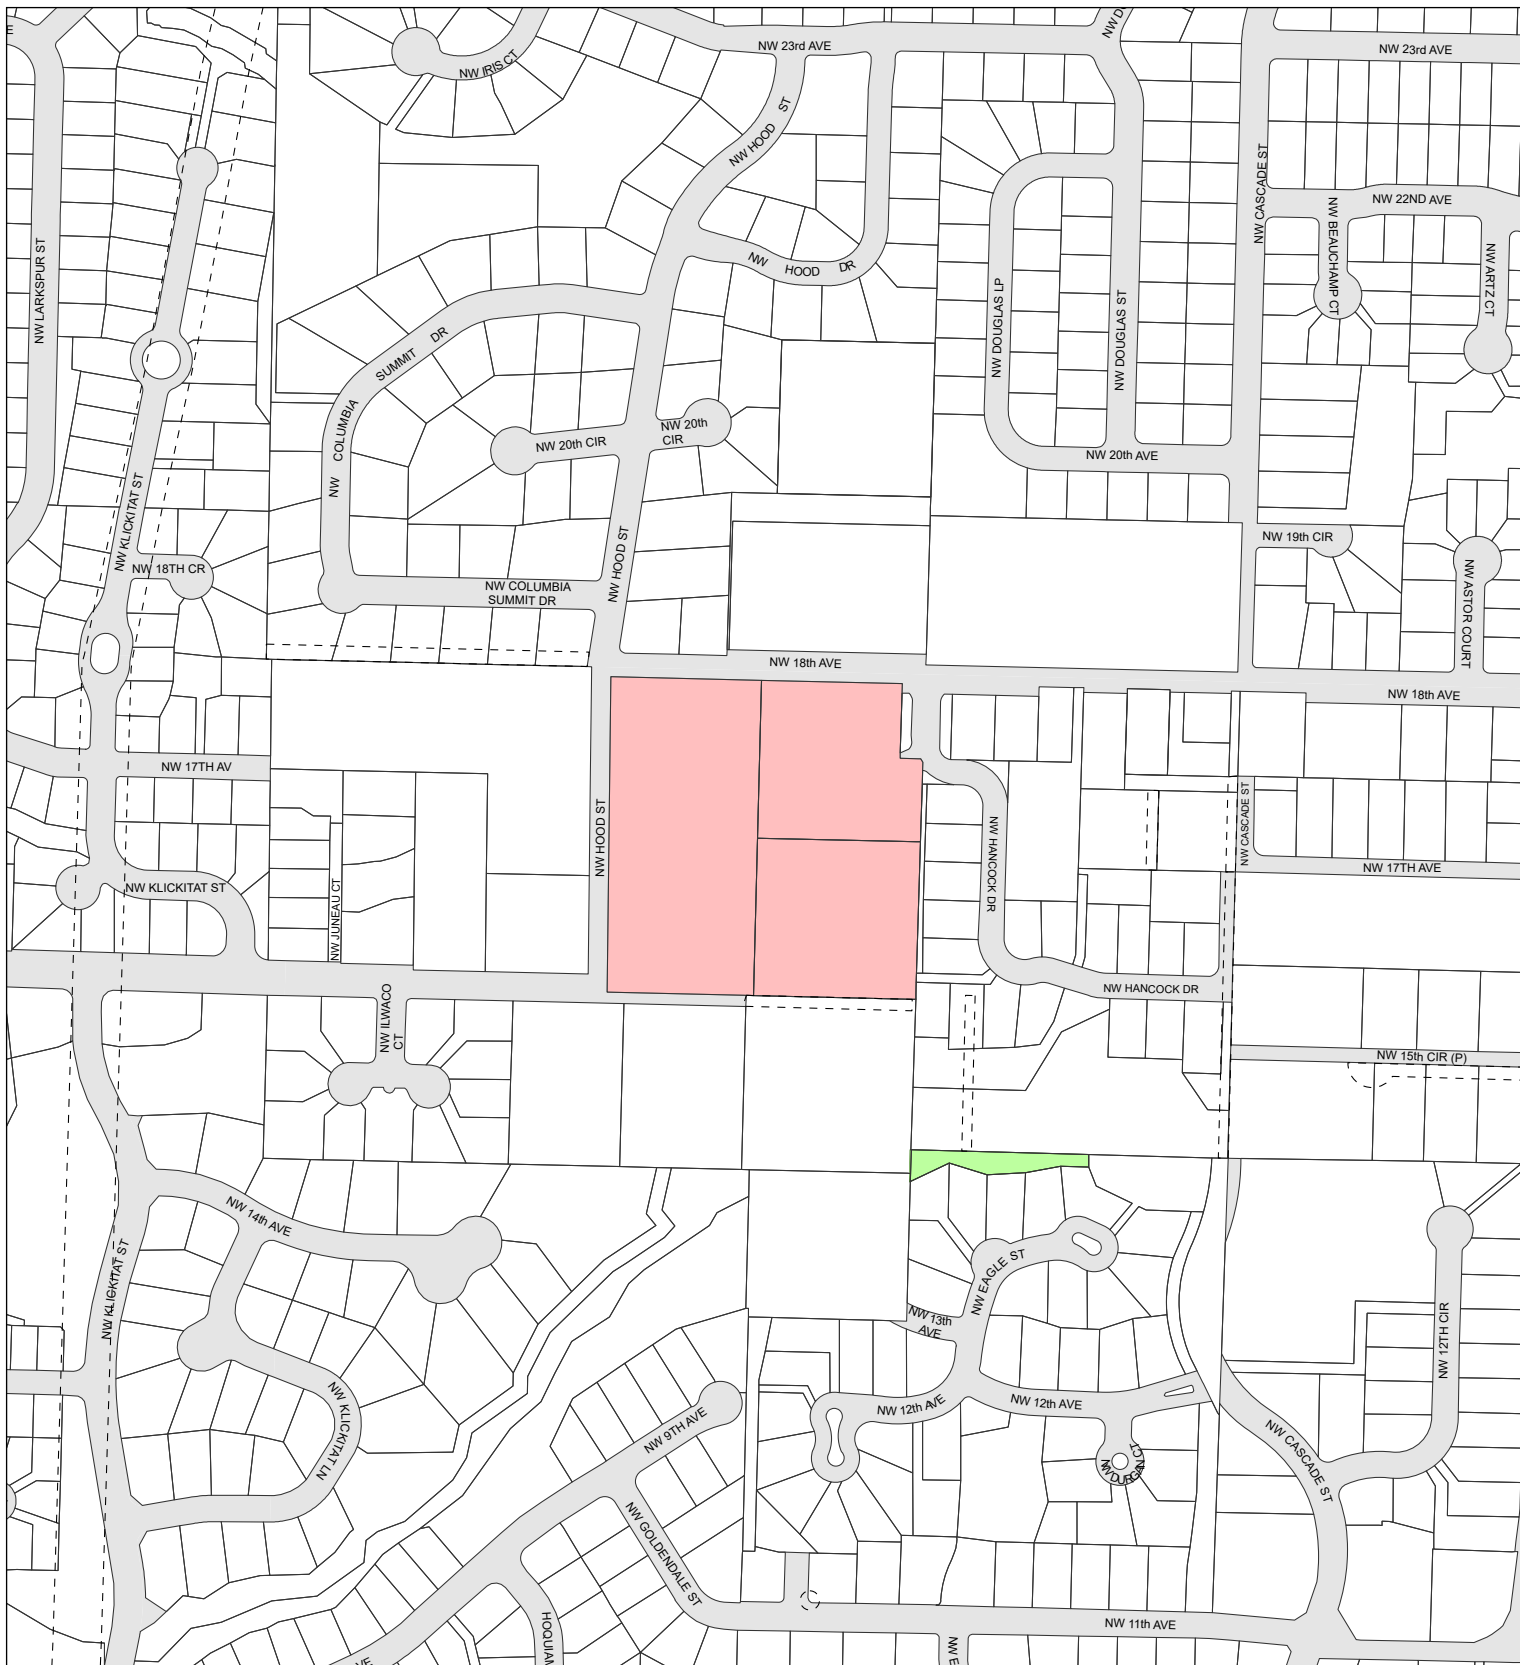 E
NW IRIS CT
NW 23rd AVE
NW D
NW 23rd AVE
NW HOOD ST
NW CASCADE ST
NW 22ND AVE
NW BEAUCHAMP CT
NW ARTZ CT
NW LARKSPUR ST
NW HOOD DR
NW DOUGLAS LP
NW DOUGLAS ST
NW COLUMBIA SUMMIT DR
NW 20th CIR
NW 20th
CIR
NW 20th AVE
NW KLICKITAT ST
NW 18TH CR
NW HOOD ST
NW COLUMBIA
SUMMIT DR
NW 19th CIR
NW ASTOR COURT
NW 18th AVE
NW 18th AVE
NW 17TH AV
NW HOOD ST
NW HANCOCK DR
NW CASCADE ST
NW 17TH AVE
NW KLICKITAT ST
NW JUNEAU CT
NW HANCOCK DR
NW ILWACO
CT
NW 15th CIR (P)
NW 14th AVE
NW KLICKITAT ST
NW EAGLE ST
NW 13th
AVE
NW 12TH CIR
NW KLICKITAT LN
NW 9TH AVE
NW 12th AVE
NW 12th AVE
NW DURGAN CT
NW CASCADE ST
NW GOLDENDALE ST
NW 11th AVE
HOQUIAM
VE
NW E